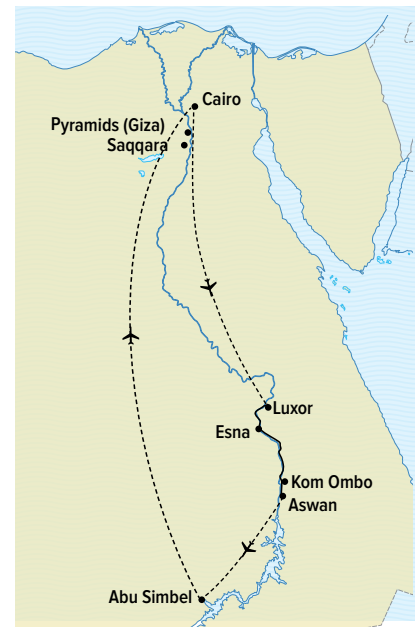 Cairo
Pyramids (Giza)
Saqqara
Luxor
Esna
Kom Ombo
Aswan
Abu Simbel